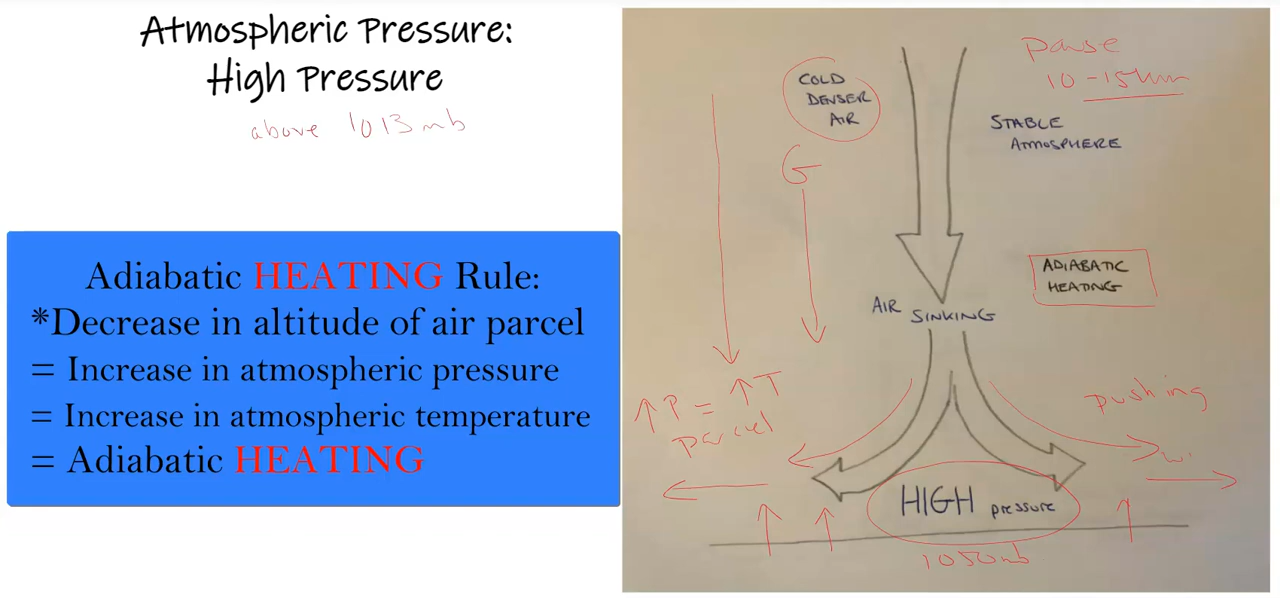 Atmospheric Pressure:
High Pressure
above 1013 mb
Adiabatic HEATING Rule:
*Decrease in altitude of air parcel
= Increase in atmospheric pressure
= Increase in atmospheric temperature
= Adiabatic HEATING
pause
COLD
DENSER
AIR
STABLE
ATMOSPHERE
G
ADIABATIC
HEATING
AIR SINKING
↑ P = ↑ T
parcel
pushing
HIGH pressure
1050mb